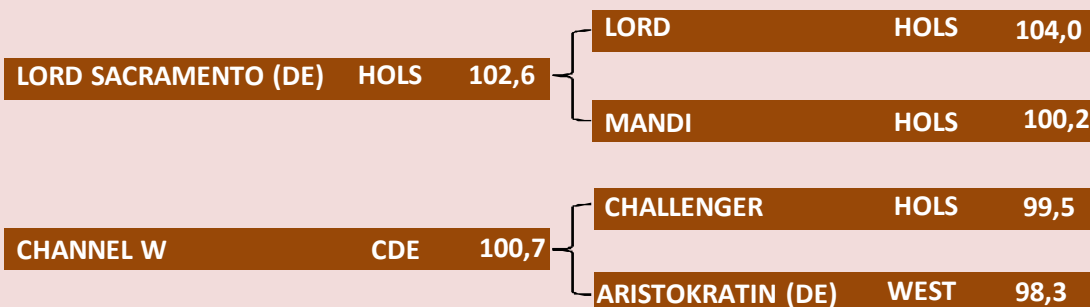 LORD HOLS 104,0
LORD SACRAMENTO (DE) HOLS 102,6
MANDI HOLS 100,2
CHALLENGER HOLS 99,5
CHANNEL W CDE 100,7
ARISTOKRATIN (DE) WEST 98,3